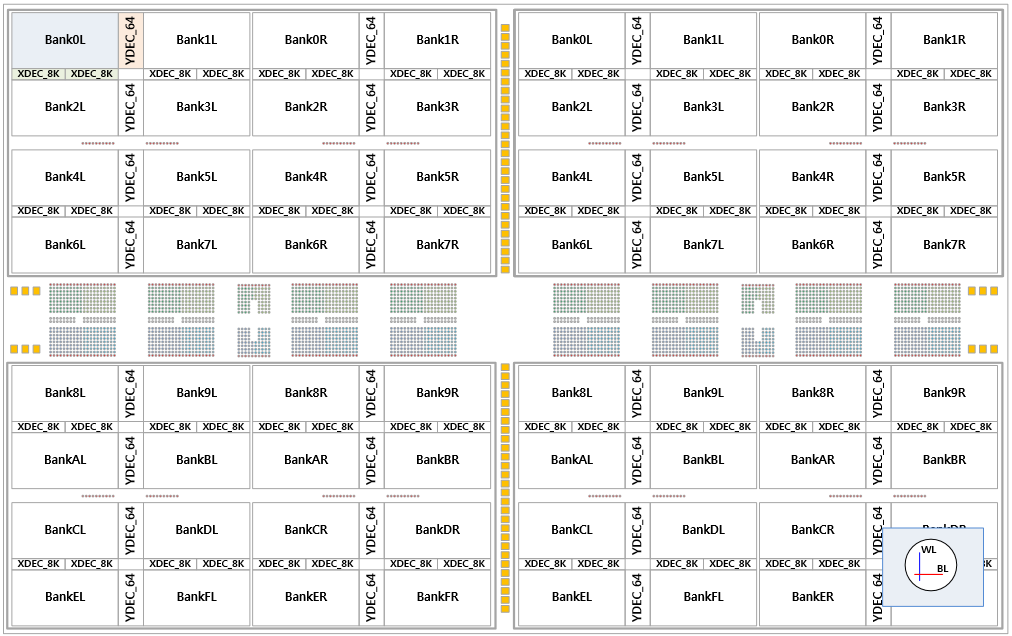 Bank0L YDEC_64 Bank1L Bank0R YDEC_64 Bank1R Bank0L YDEC_64 Bank1L Bank0R YDEC_64 Bank1R
XDEC_8K XDEC_8K XDEC_8K XDEC_8K XDEC_8K XDEC_8K XDEC_8K XDEC_8K XDEC_8K XDEC_8K XDEC_8K XDEC_8K XDEC_8K XDEC_8K XDEC_8K XDEC_8K
Bank2L YDEC_64 Bank3L Bank2R YDEC_64 Bank3R Bank2L YDEC_64 Bank3L Bank2R YDEC_64 Bank3R
Bank4L YDEC_64 Bank5L Bank4R YDEC_64 Bank5R Bank4L YDEC_64 Bank5L Bank4R YDEC_64 Bank5R
XDEC_8K XDEC_8K XDEC_8K XDEC_8K XDEC_8K XDEC_8K XDEC_8K XDEC_8K XDEC_8K XDEC_8K XDEC_8K XDEC_8K XDEC_8K XDEC_8K XDEC_8K XDEC_8K
Bank6L YDEC_64 Bank7L Bank6R YDEC_64 Bank7R Bank6L YDEC_64 Bank7L Bank6R YDEC_64 Bank7R
Bank8L YDEC_64 Bank9L Bank8R YDEC_64 Bank9R Bank8L YDEC_64 Bank9L Bank8R YDEC_64 Bank9R
XDEC_8K XDEC_8K XDEC_8K XDEC_8K XDEC_8K XDEC_8K XDEC_8K XDEC_8K XDEC_8K XDEC_8K XDEC_8K XDEC_8K XDEC_8K XDEC_8K XDEC_8K XDEC_8K
BankAL YDEC_64 BankBL BankAR YDEC_64 BankBR BankAL YDEC_64 BankBL BankAR YDEC_64 BankBR
BankCL YDEC_64 BankDL BankCR YDEC_64 BankDR BankCL YDEC_64 BankDL BankCR YDEC_64
WL
BL
XDEC_8K XDEC_8K XDEC_8K XDEC_8K XDEC_8K XDEC_8K XDEC_8K XDEC_8K XDEC_8K XDEC_8K XDEC_8K XDEC_8K XDEC_8K XDEC_8K
BankEL YDEC_64 BankFL BankER YDEC_64 BankFR BankEL YDEC_64 BankFL BankER YDEC_64